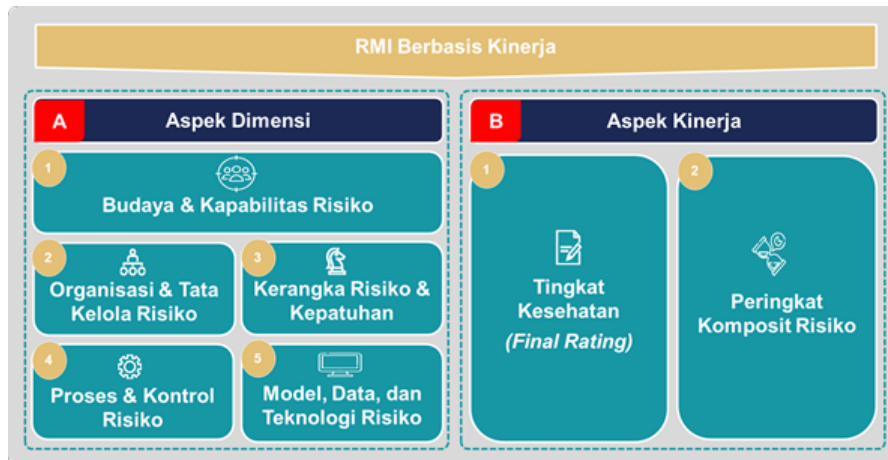 RMI Berbasis Kinerja
A
Aspek Dimensi
1
Budaya & Kapabilitas Risiko
2
Organisasi & Tata
Kelola Risiko
3
Kerangka Risiko &
Kepatuhan
4
Proses & Kontrol
Risiko
5
Model, Data, dan
Teknologi Risiko
B
Aspek Kinerja
1
Tingkat
Kesehatan
(Final Rating)
2
Peringkat
Komposit Risiko